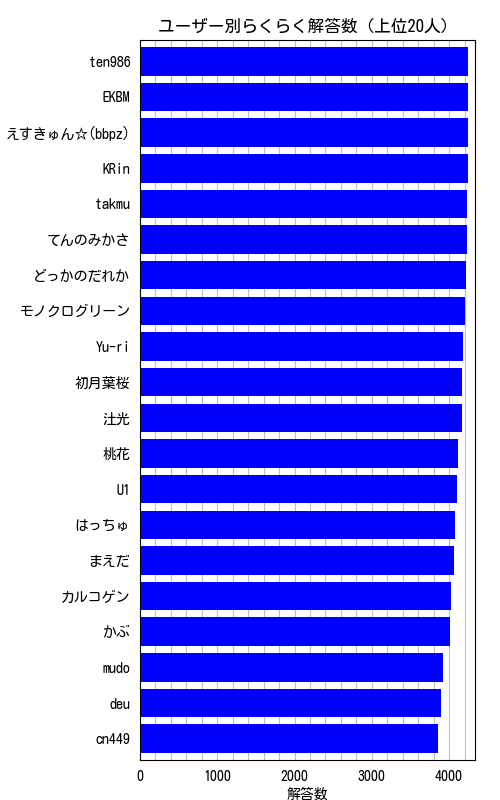 ユーザー別らくらく解答数（上位20人）
ten986
EKBM
えすきゅん☆(bbpz)
KRin
takmu
てんのみかさ
どっかのだれか
モノクログリーン
Yu-ri
初月葉桜
汢光
桃花
U1
はっちゅ
まえだ
カルコゲン
かぶ
mudo
deu
cn449
0 1000 2000 3000 4000
解答数